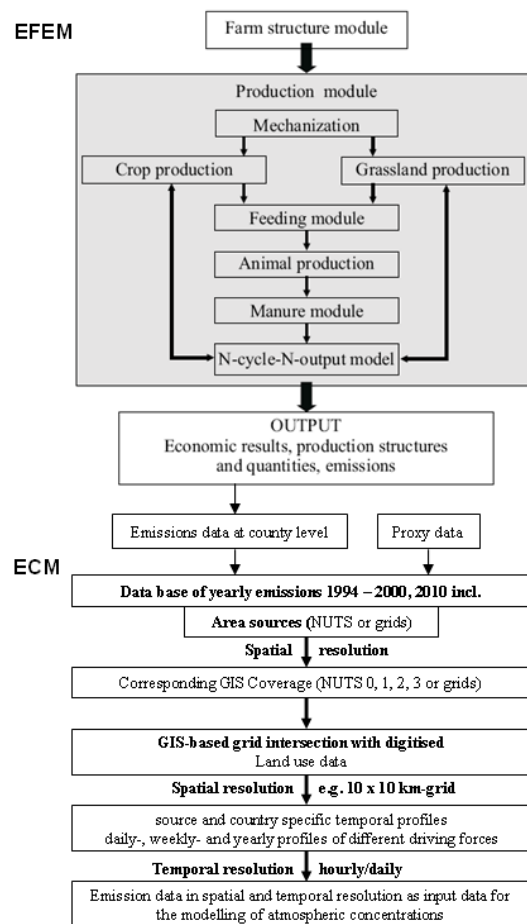 EFEM
Farm structure module
Production module
Mechanization
Crop production
Grassland production
Feeding module
Animal production
Manure module
N-cycle-N-output model
OUTPUT
Economic results, production structures
and quantities, emissions
Emissions data at county level
Proxy data
ECM
Data base of yearly emissions 1994 – 2000, 2010 incl.
Area sources (NUTS or grids)
Spatial resolution
Corresponding GIS Coverage (NUTS 0, 1, 2, 3 or grids)
GIS-based grid intersection with digitised
Land use data
Spatial resolution e.g. 10 x 10 km-grid
source and country specific temporal profiles
daily-, weekly- and yearly profiles of different driving forces
Temporal resolution hourly/daily
Emission data in spatial and temporal resolution as input data for
the modelling of atmospheric concentrations